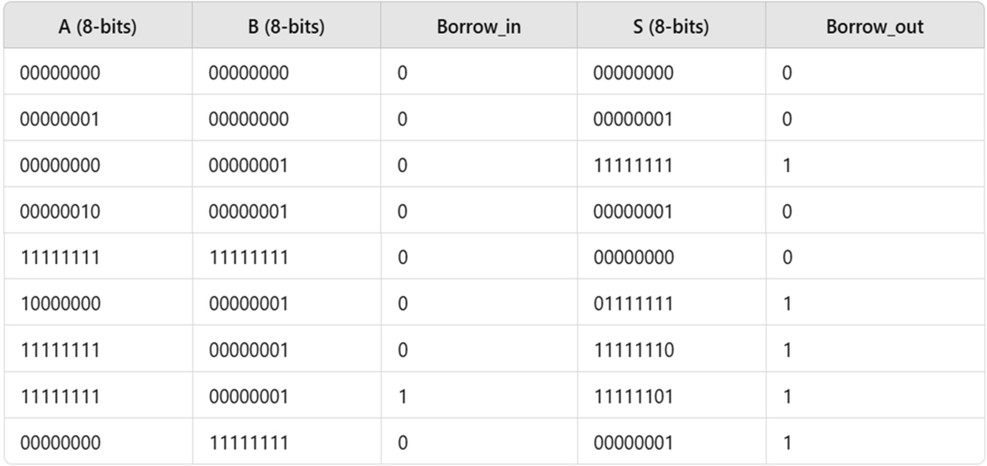 A (8-bits) B (8-bits) Borrow_in S (8-bits) Borrow_out
00000000 00000000 0 00000000 0
00000001 00000000 0 00000001 0
00000000 00000001 0 11111111 1
00000010 00000001 0 00000001 0
11111111 11111111 0 00000000 0
10000000 00000001 0 01111111 1
11111111 00000001 0 11111110 1
11111111 00000001 1 11111101 1
00000000 11111111 0 00000001 1